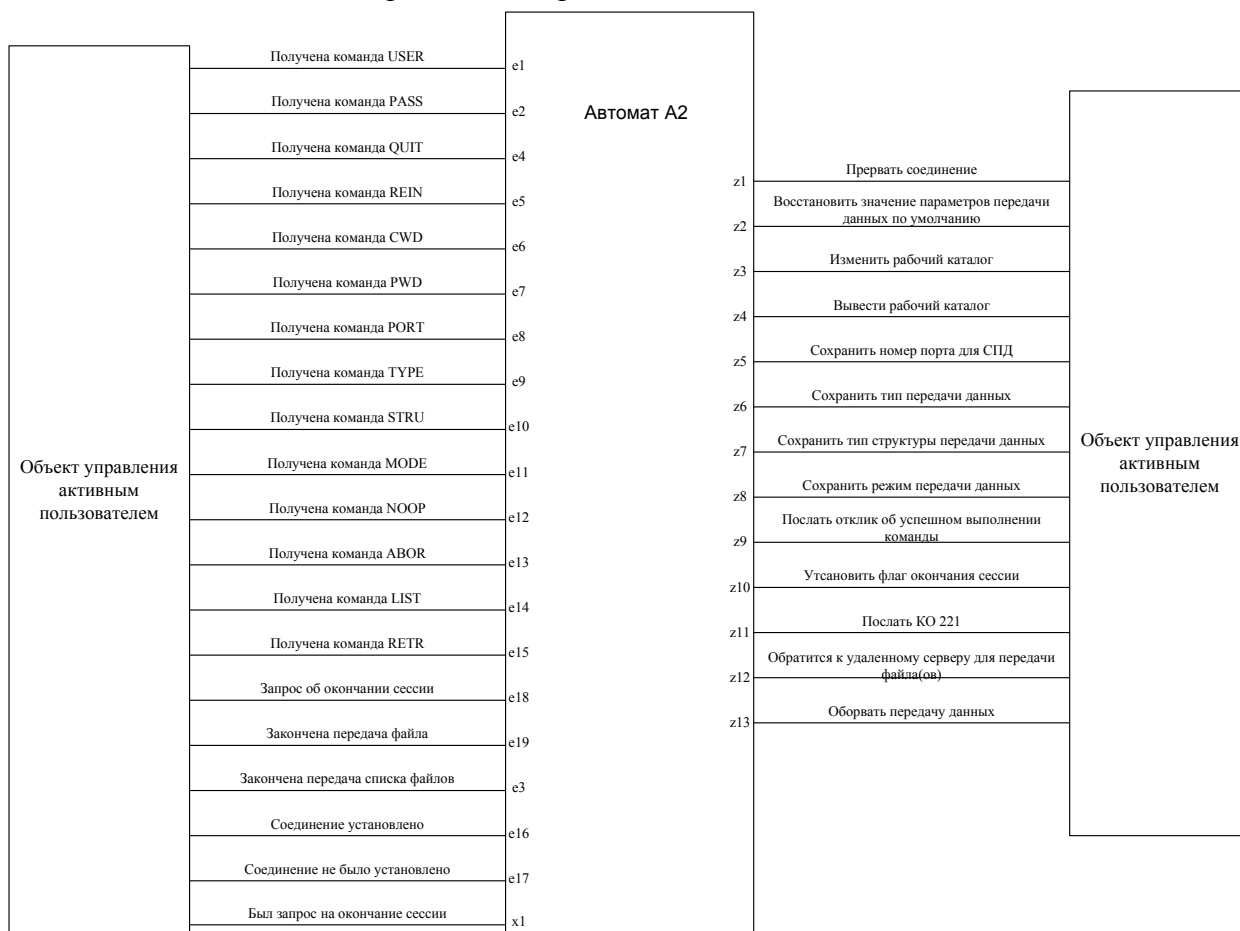 Получена команда USER
e1
Получена команда PASS
e2
Автомат А2
Получена команда QUIT
e4
Прервать соединение
z1
Получена команда REIN
e5
Восстановить значение параметров передачи
данных по умолчанию
z2
Получена команда CWD
e6
Изменить рабочий каталог
z3
Получена команда PWD
e7
Вывести рабочий каталог
z4
Получена команда PORT
e8
Сохранить номер порта для СПД
z5
Получена команда TYPE
e9
Сохранить тип передачи данных
z6
Получена команда STRU
e10
Сохранить тип структуры передачи данных
z7
Объект управления
активным
пользователем
Объект управления
активным
пользователем
Получена команда MODE
e11
Сохранить режим передачи данных
z8
Получена команда NOOP
e12
Послать отклик об успешном выполнении
команды
z9
Получена команда ABOR
e13
Утсановить флаг окончания сессии
z10
Получена команда LIST
e14
Послать КО 221
z11
Получена команда RETR
e15
Обратится к удаленному серверу для передачи
файла(ов)
z12
Запрос об окончании сессии
e18
Оборвать передачу данных
z13
Закончена передача файла
e19
Закончена передача списка файлов
e3
Соединение установлено
e16
Соединение не было установлено
e17
Был запрос на окончание сессии
x1